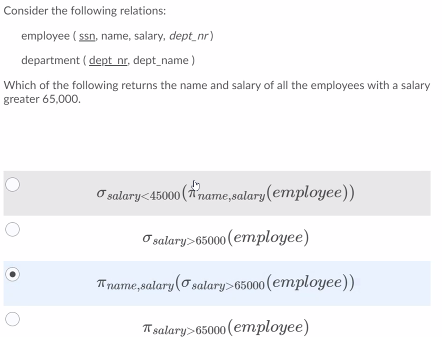 Consider the following relations:
employee ( ssn, name, salary, dept_nr )
department ( dept_nr, dept_name )
Which of the following returns the name and salary of all the employees with a salary
greater 65,000.
σsalary<45000(πname,salary(employee))
σsalary>65000(employee)
πname,salary(σsalary>65000(employee))
πsalary>65000(employee)